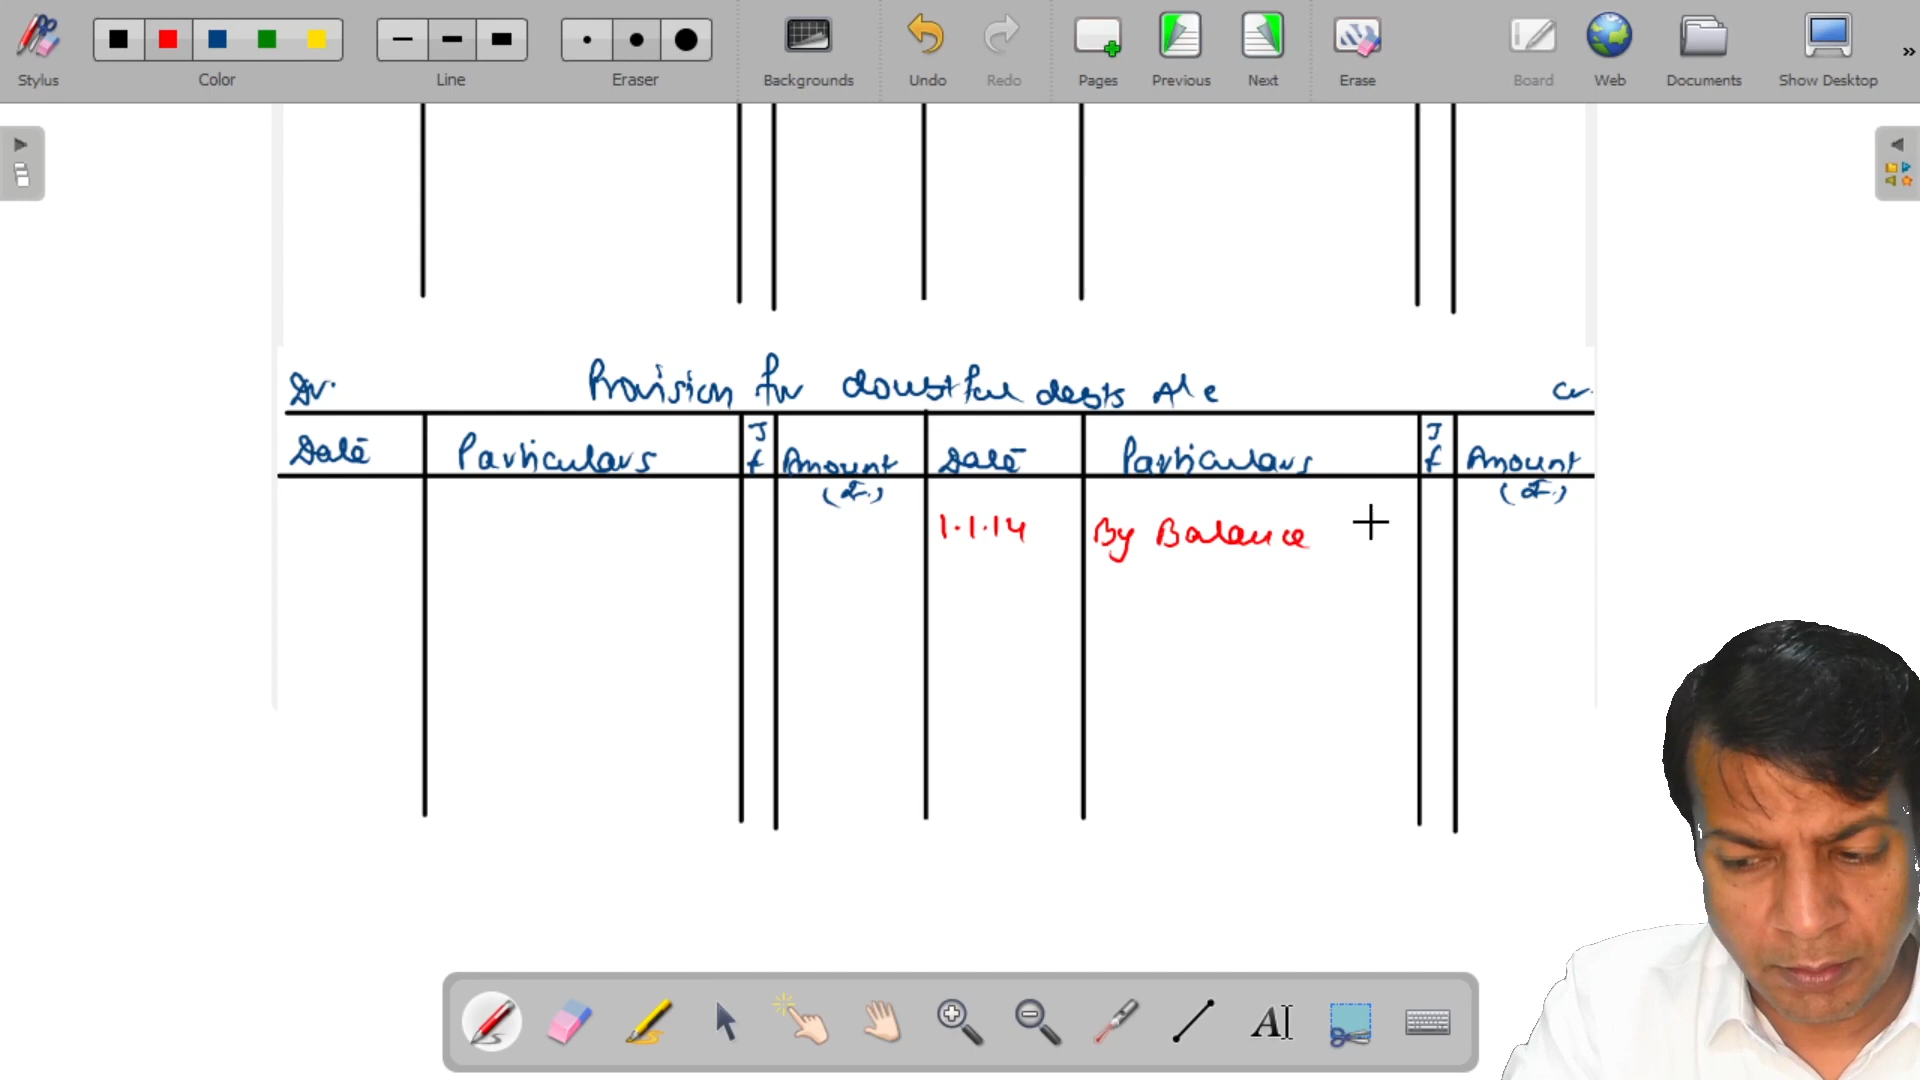 Stylus Color Line Eraser Backgrounds Undo Redo Pages Previous Next Erase Board Web Documents Show Desktop »
Dr. Provision for doubtful debts A/c Cr.
Date Particulars J f Amount Date Particulars J f Amount
(₹) (₹)
1.1.14 By Balance
AI